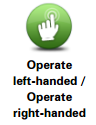 Operate
left-handed /
Operate
right-handed